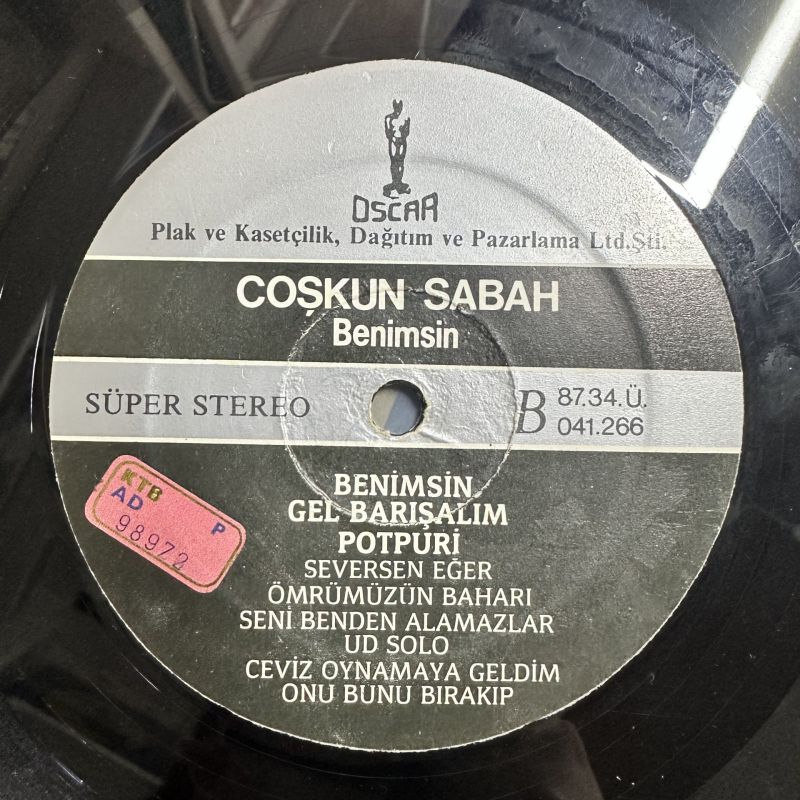 OSCAR
Plak ve Kasetçilik, Dağıtım ve Pazarlama Ltd.Şti.
COŞKUN SABAH
Benimsin
SÜPER STEREO
B
87.34.Ü.
041.266
BENİMSİN
GEL BARIŞALIM
POTPURİ
SEVERSEN EĞER
ÖMRÜMÜZÜN BAHARI
SENİ BENDEN ALAMAZLAR
UD SOLO
CEVİZ OYNAMAYA GELDİM
ONU BUNU BIRAKIP
KTB
AD P
98972